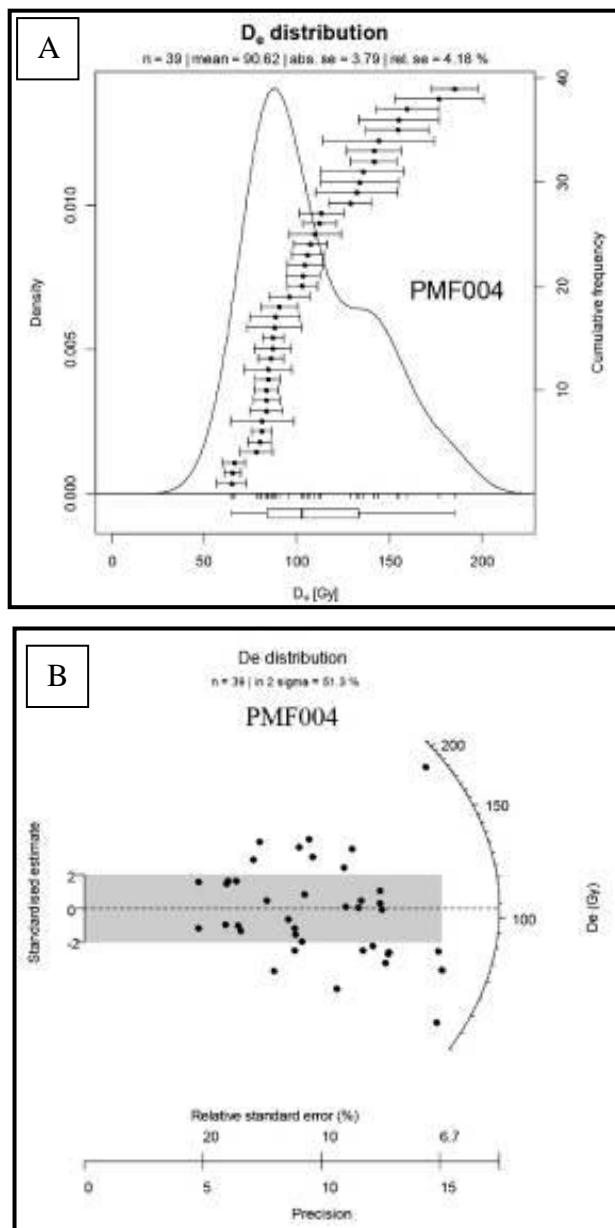 A
Dₑ distribution
n = 39 | mean = 90.62 | abs. se = 3.79 | rel. se = 4.18 %
0.000
0.005
0.010
Density
10
20
30
40
Cumulative frequency
PMF004
0
50
100
150
200
Dₑ [Gy]
B
De distribution
n = 39 | in 2 sigma = 51.3 %
PMF004
200
150
100
De (Gy)
2
0
-2
Standardised estimate
Relative standard error (%)
20
10
6.7
0
5
10
15
Precision